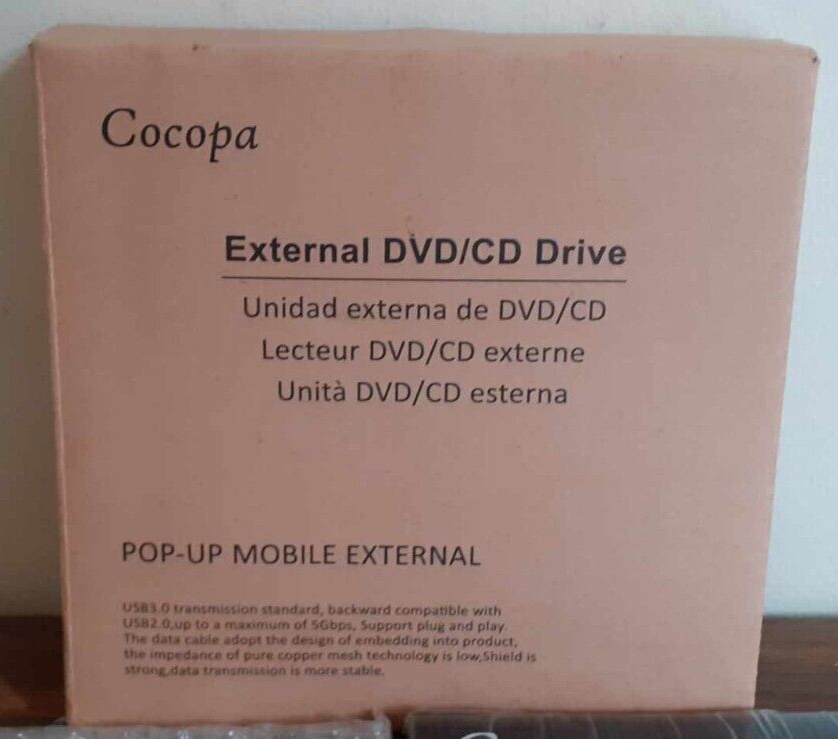 Cocopa
External DVD/CD Drive
Unidad externa de DVD/CD
Lecteur DVD/CD externe
Unità DVD/CD esterna
POP-UP MOBILE EXTERNAL
USB3.0 transmission standard, backward compatible with
USB2.0,up to a maximum of 5Gbps, Support plug and play.
The data cable adopt the design of embedding into product,
the impedance of pure copper mesh technology is low,Shield is
strong,data transmission is more stable.